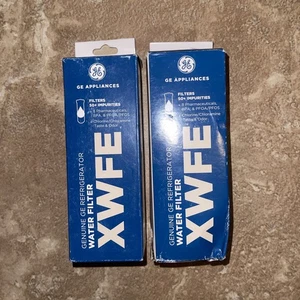 GE APPLIANCES
FILTERS
50+ IMPURITIES
GENUINE GE REFRIGERATOR
WATER FILTER
XWFE
GE APPLIANCES
FILTERS
50+ IMPURITIES
GENUINE GE REFRIGERATOR
WATER FILTER
XWFE